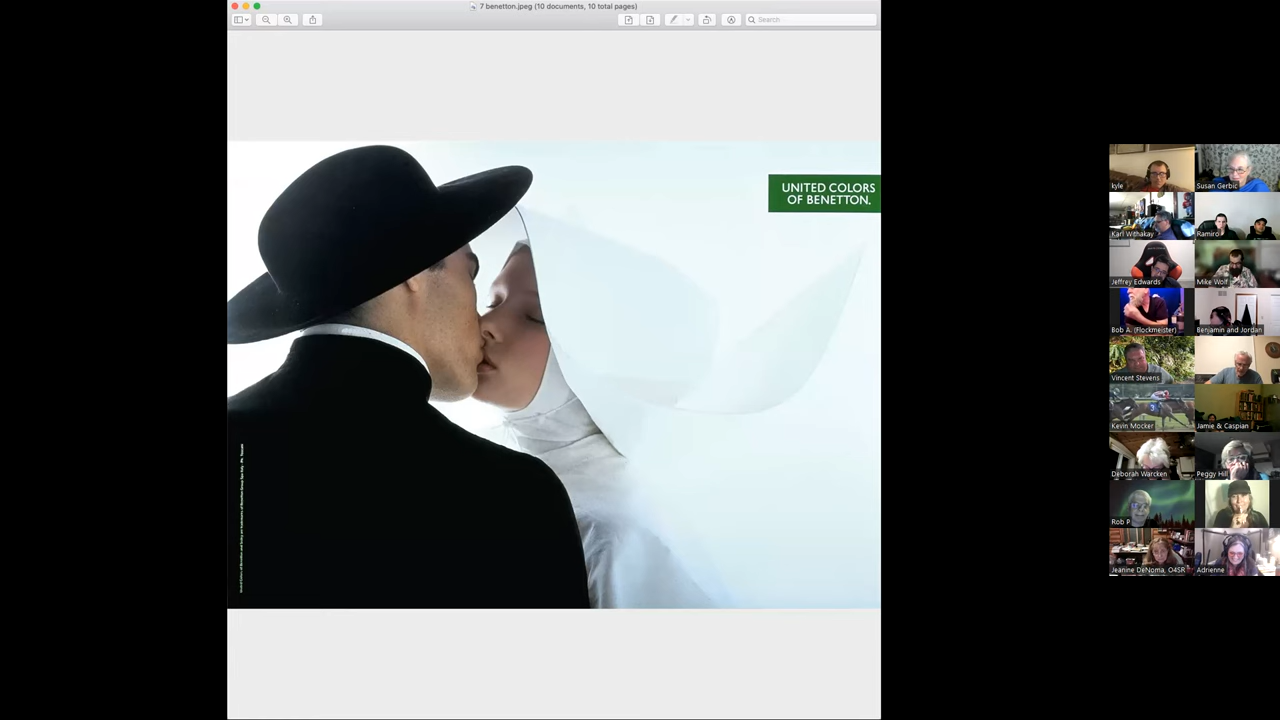 7 benetton.jpeg (10 documents, 10 total pages)
Search
UNITED COLORS
OF BENETTON.
kyle
Susan Gerbic
Karl Withakay
Ramiro
Jeffrey Edwards
Mike Wolf
Bob A. (Flockmeister)
Benjamin and Jordan
Vincent Stevens
Kevin Mocker
Jamie & Caspian
Deborah Warcken
Peggy Hill
Rob P
Jeanine DeNoma, O4SR
Adrienne